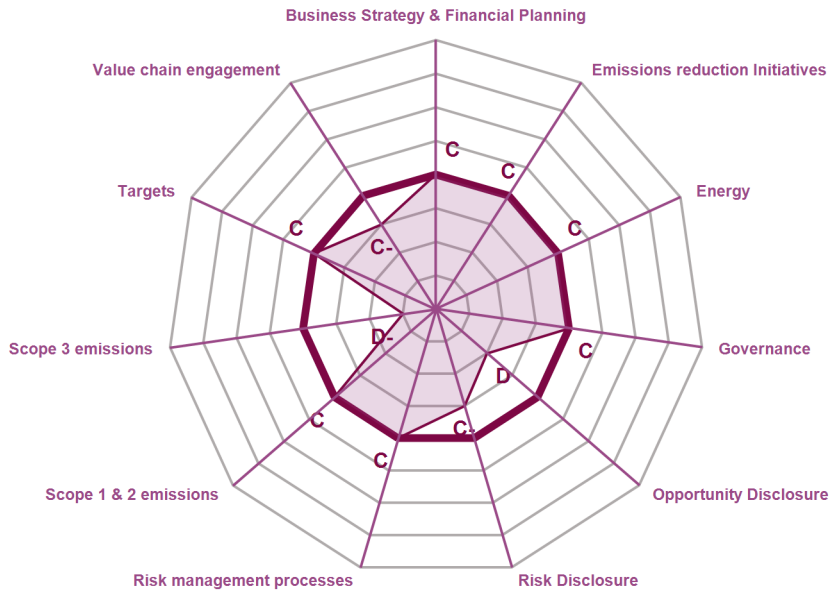 Business Strategy & Financial Planning
Value chain engagement
Emissions reduction Initiatives
C
C
Targets
Energy
C
C
C-
D-
C
Scope 3 emissions
Governance
D
C
C-
C
Scope 1 & 2 emissions
Opportunity Disclosure
Risk management processes
Risk Disclosure